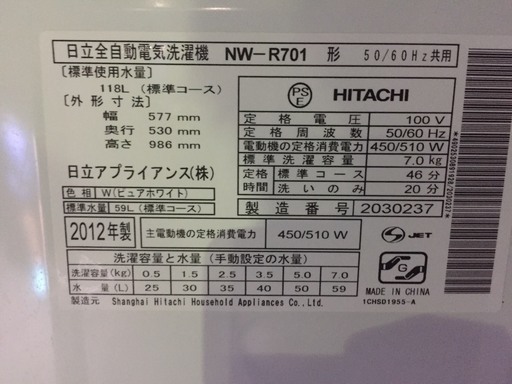 日立全自動電気洗濯機 NW-R701 形 50/60Hz共用
〔標準使用水量〕
118L (標準コース)
〔外形寸法〕
幅 577 mm
奥行 530 mm
高さ 986 mm
日立アプライアンス(株)
色相 W(ピュアホワイト)
標準水量 59L (標準コース)
PS
E
HITACHI
定格電圧 100 V
定格周波数 50/60 Hz
電動機の定格消費電力 450/510 W
標準洗濯容量 7.0 kg
定格時間 標準コース 46分
洗いのみ 20分
製造番号 2030237
2012年製 主電動機の定格消費電力 450/510 W
JET
洗濯容量と水量 (手動設定の水量)
洗濯容量(kg) 0.5 1.5 2.5 3.5 5.0 7.0
水量(L) 25 30 35 40 50 59
製造元 Shanghai Hitachi Household Appliances Co.,Ltd.
G
MADE IN CHINA
1CHSD1955-A